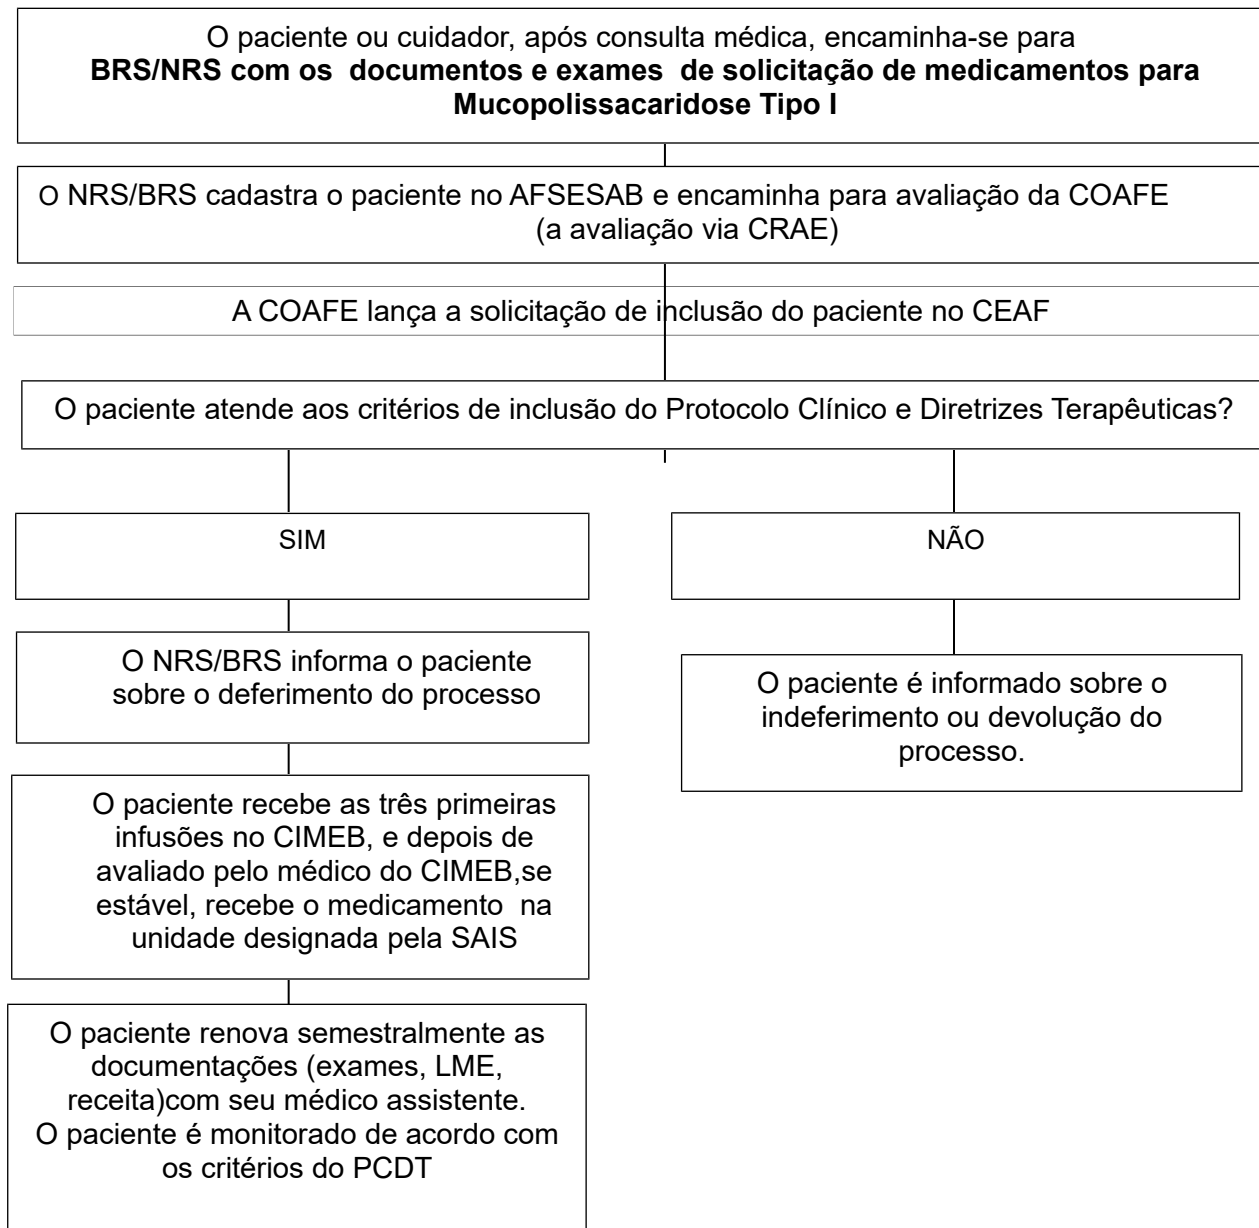 O paciente ou cuidador, após consulta médica, encaminha-se para
BRS/NRS com os documentos e exames de solicitação de medicamentos para
Mucopolissacaridose Tipo I
O NRS/BRS cadastra o paciente no AFSESAB e encaminha para avaliação da COAFE
(a avaliação via CRAE)
A COAFE lança a solicitação de inclusão do paciente no CEAF
O paciente atende aos critérios de inclusão do Protocolo Clínico e Diretrizes Terapêuticas?
SIM
O NRS/BRS informa o paciente
sobre o deferimento do processo
O paciente recebe as três primeiras
infusões no CIMEB, e depois de
avaliado pelo médico do CIMEB,se
estável, recebe o medicamento na
unidade designada pela SAIS
O paciente renova semestralmente as
documentações (exames, LME,
receita)com seu médico assistente.
O paciente é monitorado de acordo com
os critérios do PCDT
NÃO
O paciente é informado sobre o
indeferimento ou devolução do
processo.